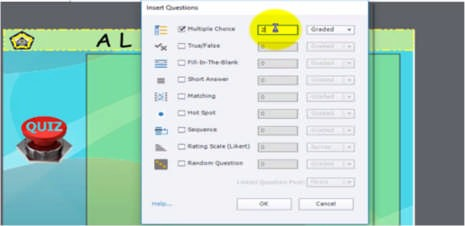 Insert Questions
Multiple Choice Graded
A L
True/False 0 Graded
Fill-In-The-Blank 0 Graded
Short Answer 0 Graded
Matching 0 Graded
Hot Spot 0 Graded
QUIZ
Sequence 0 Graded
Rating Scale (Likert) 0 Survey
Random Question 0 Graded
Linked Question Pool:
Help... OK Cancel